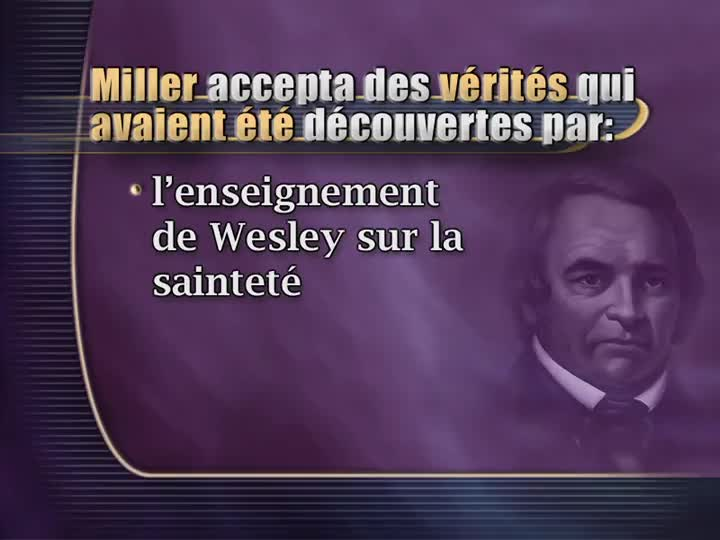 Miller accepta des vérités qui
avaient été découvertes par:
• l’enseignement
de Wesley sur la
sainteté